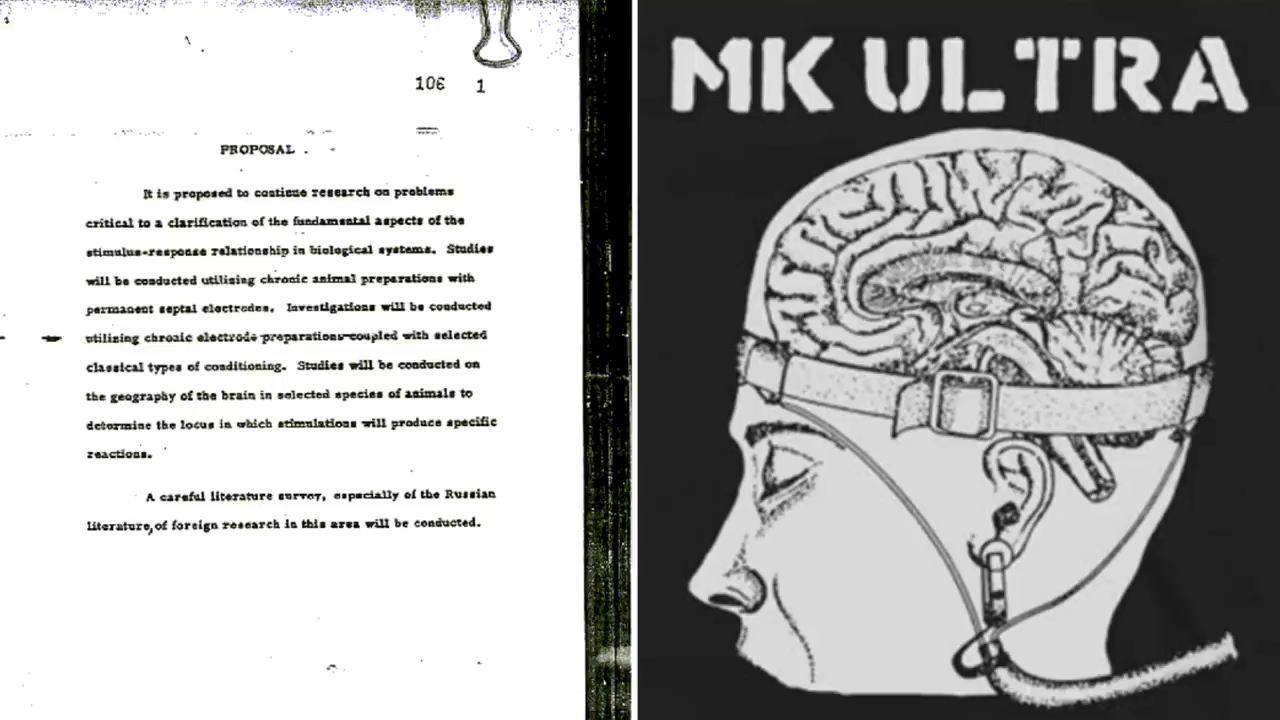 106 1
PROPOSAL .
It is proposed to continue research on problems
critical to a clarification of the fundamental aspects of the
stimulus-response relationship in biological systems. Studies
will be conducted utilizing chronic animal preparations with
permanent septal electrodes. Investigations will be conducted
utilizing chronic electrode preparations coupled with selected
classical types of conditioning. Studies will be conducted on
the geography of the brain in selected species of animals to
determine the locus in which stimulations will produce specific
reactions.
A careful literature survey, especially of the Russian
literature, of foreign research in this area will be conducted.
MK ULTRA